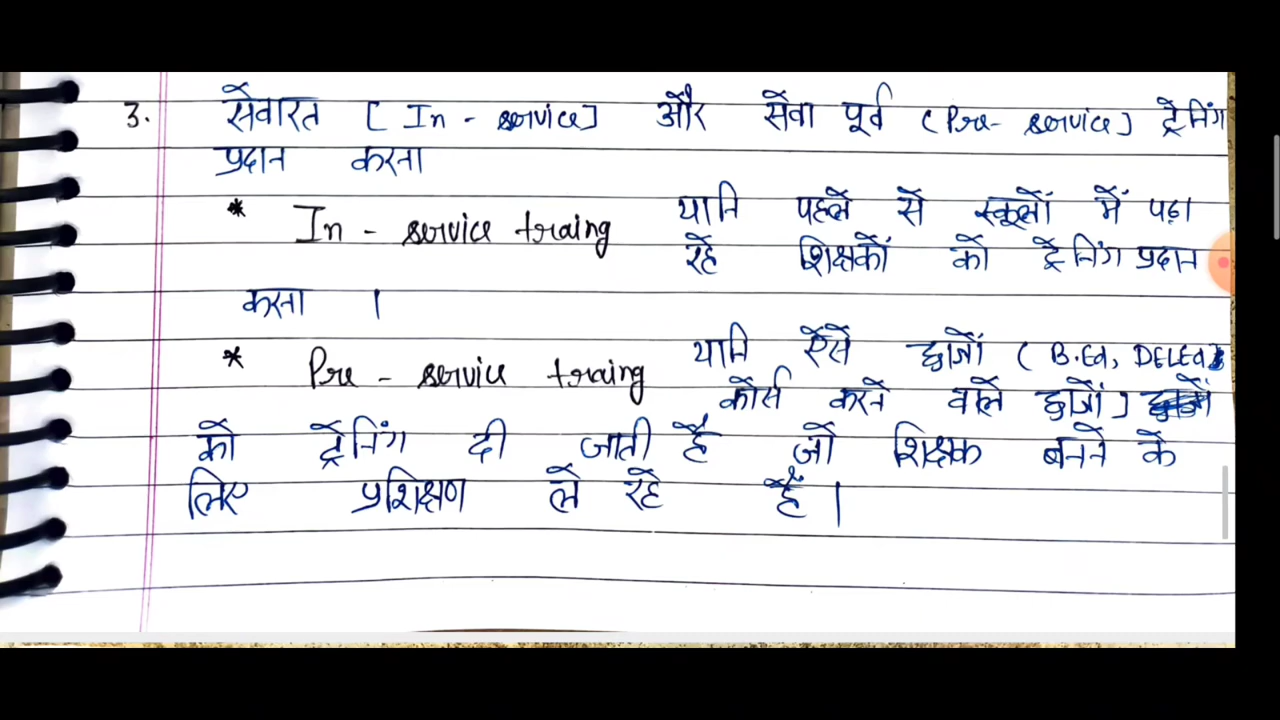 3. सेवारत [ In - service ] और सेवा पूर्व ( Pre - service ] ट्रेनिंग
प्रदान करना
* In - service traing यानि पहले से स्कूलों में पढ़ा
रहे शिक्षकों को ट्रेनिंग प्रदान
करना ।
* Pre - service traing यानि ऐसे छात्रों ( B.Ed, DELEd
कोर्स करने वाले छात्रों )
को ट्रेनिंग दी जाती है जो शिक्षक बनने के
लिए प्रशिक्षण ले रहे हैं ।